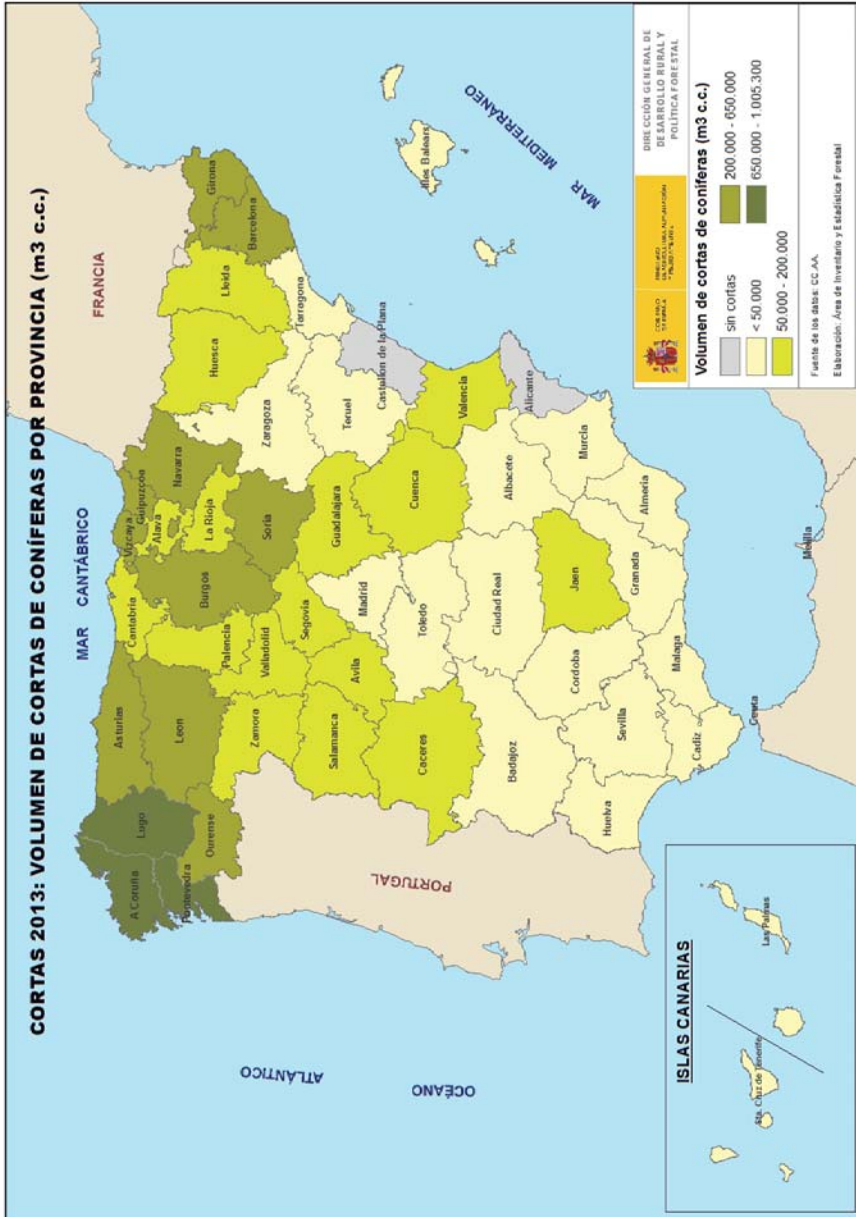 CORTAS 2013: VOLUMEN DE CORTAS DE CONÍFERAS POR PROVINCIA (m3 c.c.)
MAR CANTÁBRICO
FRANCIA
OCÉANO
ATLÁNTICO
PORTUGAL
MAR
MEDITERRÁNEO
A Coruña
Lugo
Pontevedra
Ourense
Asturias
Leon
Cantabria
Vizcaya
Guipuzcoa
Alava
Navarra
La Rioja
Burgos
Palencia
Zamora
Valladolid
Soria
Segovia
Salamanca
Avila
Huesca
Lleida
Girona
Barcelona
Tarragona
Zaragoza
Teruel
Guadalajara
Madrid
Cuenca
Toledo
Caceres
Castullon de la Plana
Valencia
Alicante
Illes Balears
Badajoz
Ciudad Real
Albacete
Murcia
Jaen
Cordoba
Sevilla
Huelva
Cadiz
Malaga
Granada
Almeria
Ceuta
Melilla
ISLAS CANARIAS
Sta. Cruz de Tenerife
Las Palmas
GOBIERNO
DE ESPAÑA
MINISTERIO
DIRECCIÓN GENERAL DE
DESARROLLO RURAL Y
POLÍTICA FORESTAL
Volumen de cortas de coníferas (m3 c.c.)
sin cortas
< 50.000
50.000 - 200.000
200.000 - 650.000
650.000 - 1.005.300
Fuente de los datos: CC.AA.
Elaboración: Área de Inventario y Estadística Forestal